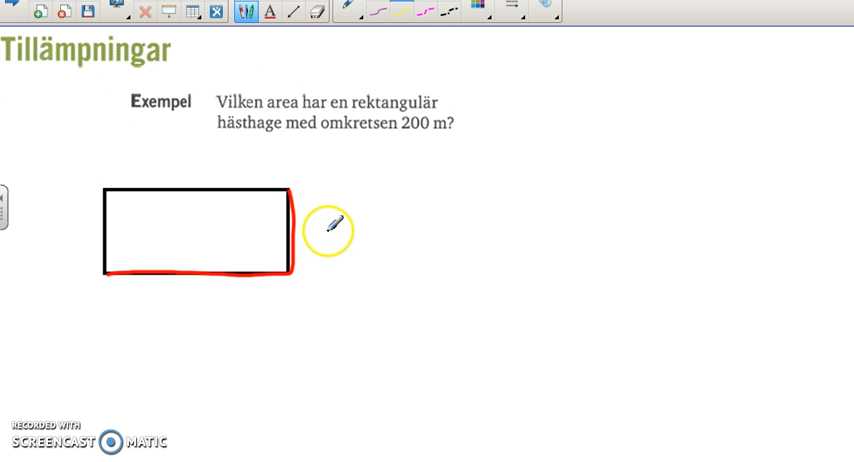 Tillämpningar
Exempel Vilken area har en rektangulär
hästhage med omkretsen 200 m?
RECORDED WITH
SCREENCAST MATIC